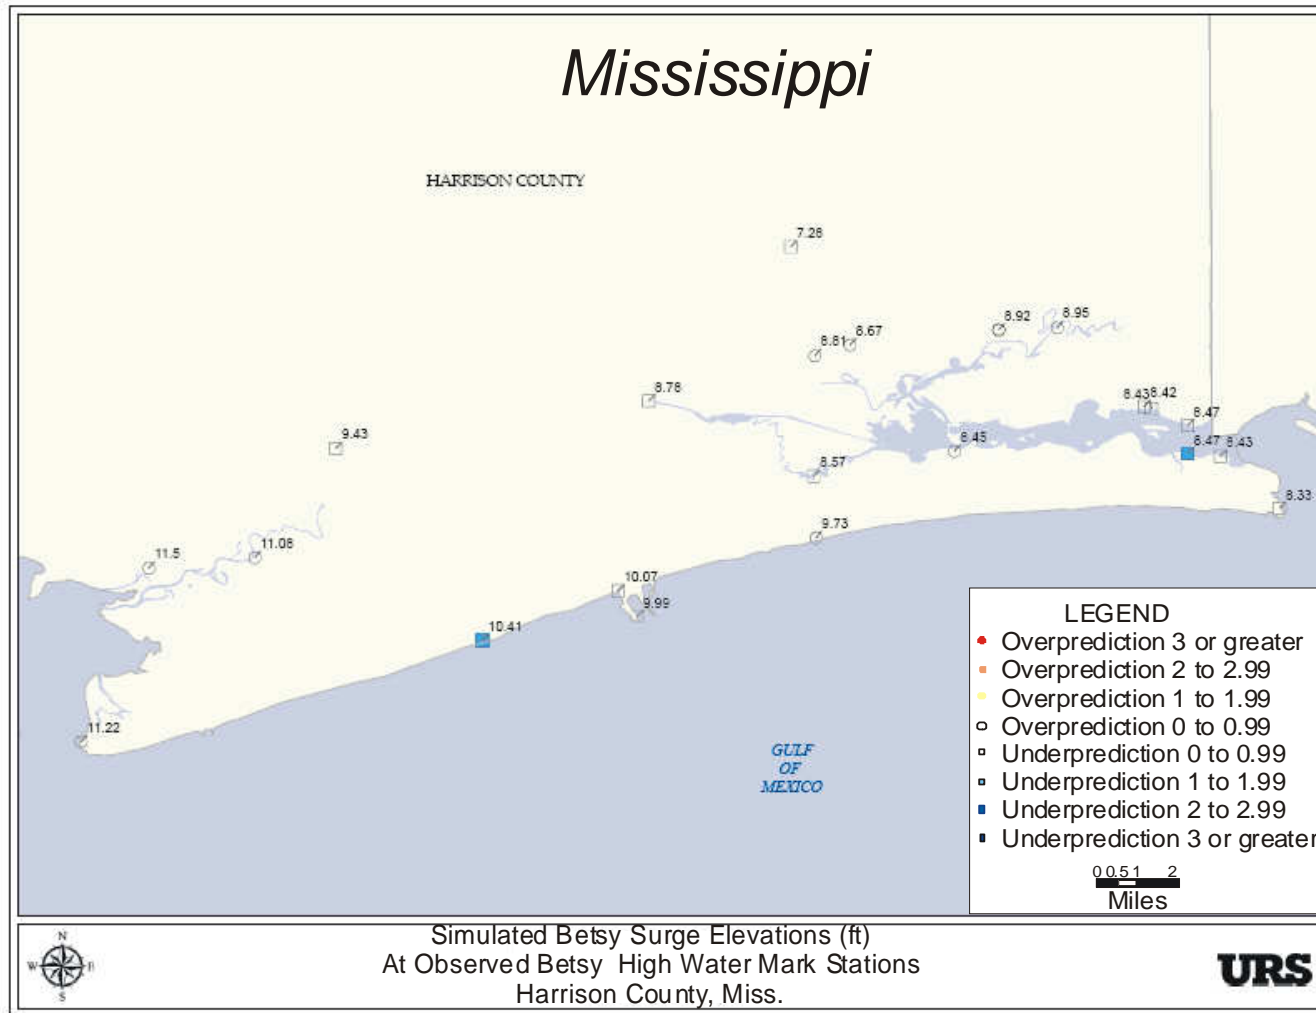 Mississippi
HARRISON COUNTY
7.28
8.92
8.95
8.81
8.67
8.78
8.43
8.42
8.47
9.43
8.45
8.47
8.43
8.57
8.33
9.73
11.5
11.08
10.07
9.99
10.41
11.22
GULF
OF
MEXICO
LEGEND
Overprediction 3 or greater
Overprediction 2 to 2.99
Overprediction 1 to 1.99
Overprediction 0 to 0.99
Underprediction 0 to 0.99
Underprediction 1 to 1.99
Underprediction 2 to 2.99
Underprediction 3 or greater
0 0.5 1 2
Miles
N
W E
S
Simulated Betsy Surge Elevations (ft)
At Observed Betsy High Water Mark Stations
Harrison County, Miss.
URS